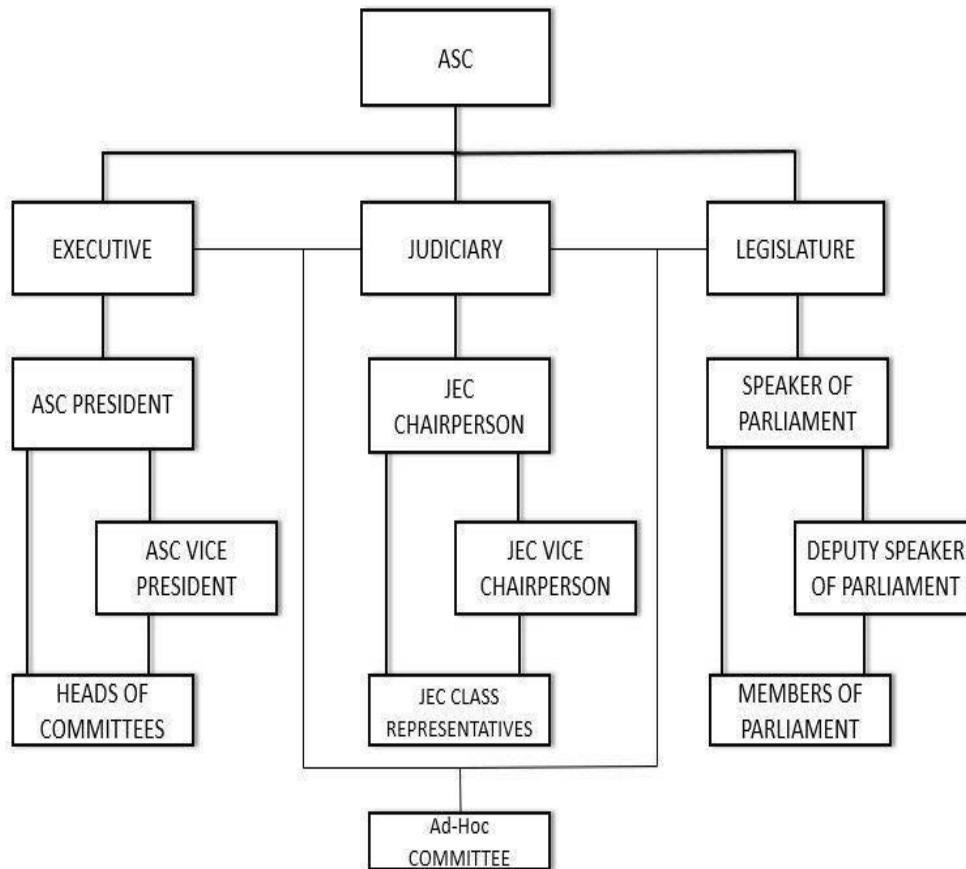 ASC
EXECUTIVE
JUDICIARY
LEGISLATURE
ASC PRESIDENT
JEC
CHAIRPERSON
SPEAKER OF
PARLIAMENT
ASC VICE
PRESIDENT
JEC VICE
CHAIRPERSON
DEPUTY SPEAKER
OF PARLIAMENT
HEADS OF
COMMITTEES
JEC CLASS
REPRESENTATIVES
MEMBERS OF
PARLIAMENT
Ad-Hoc
COMMITTEE